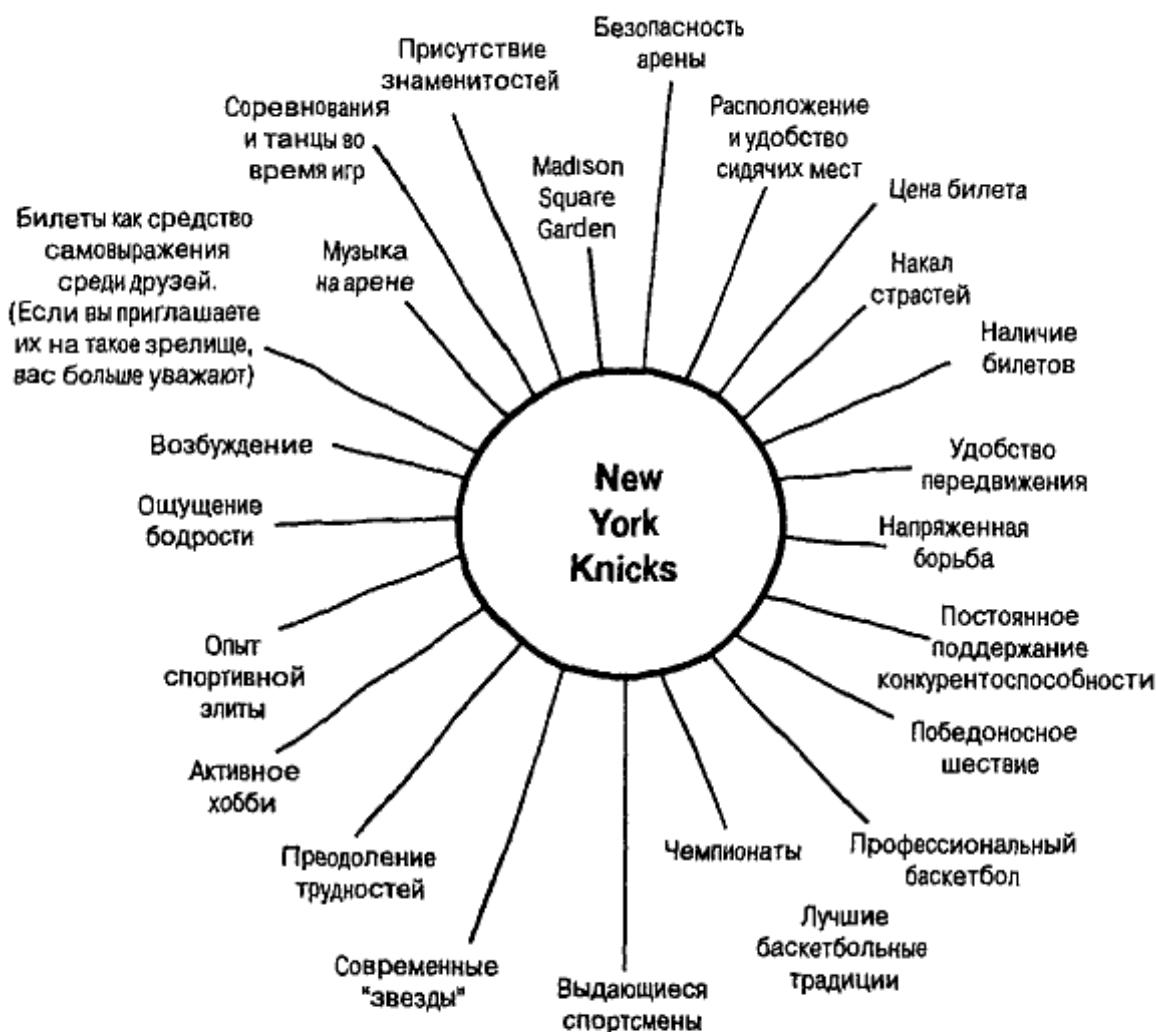 Безопасность
арены
Присутствие
знаменитостей
Расположение
и удобство
сидячих мест
Соревнования
и танцы во
время игр
Madison
Square
Garden
Цена билета
Билеты как средство
самовыражения
среди друзей.
(Если вы приглашаете
их на такое зрелище,
вас больше уважают)
Музыка
на арене
Накал
страстей
Наличие
билетов
Возбуждение
Удобство
передвижения
New
York
Knicks
Ощущение
бодрости
Напряженная
борьба
Опыт
спортивной
элиты
Постоянное
поддержание
конкурентоспособности
Активное
хобби
Победоносное
шествие
Преодоление
трудностей
Чемпионаты
Профессиональный
баскетбол
Современные
"звезды"
Выдающиеся
спортсмены
Лучшие
баскетбольные
традиции